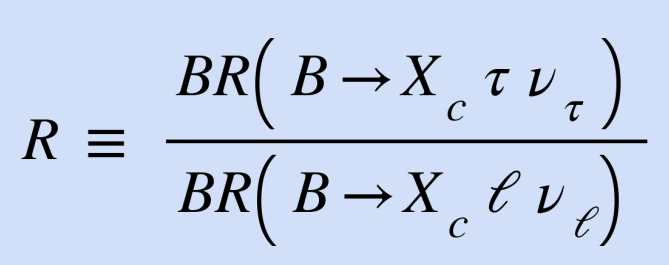 R ≡ BR( B → X_c τ ν_τ ) / BR( B → X_c ℓ ν_ℓ )